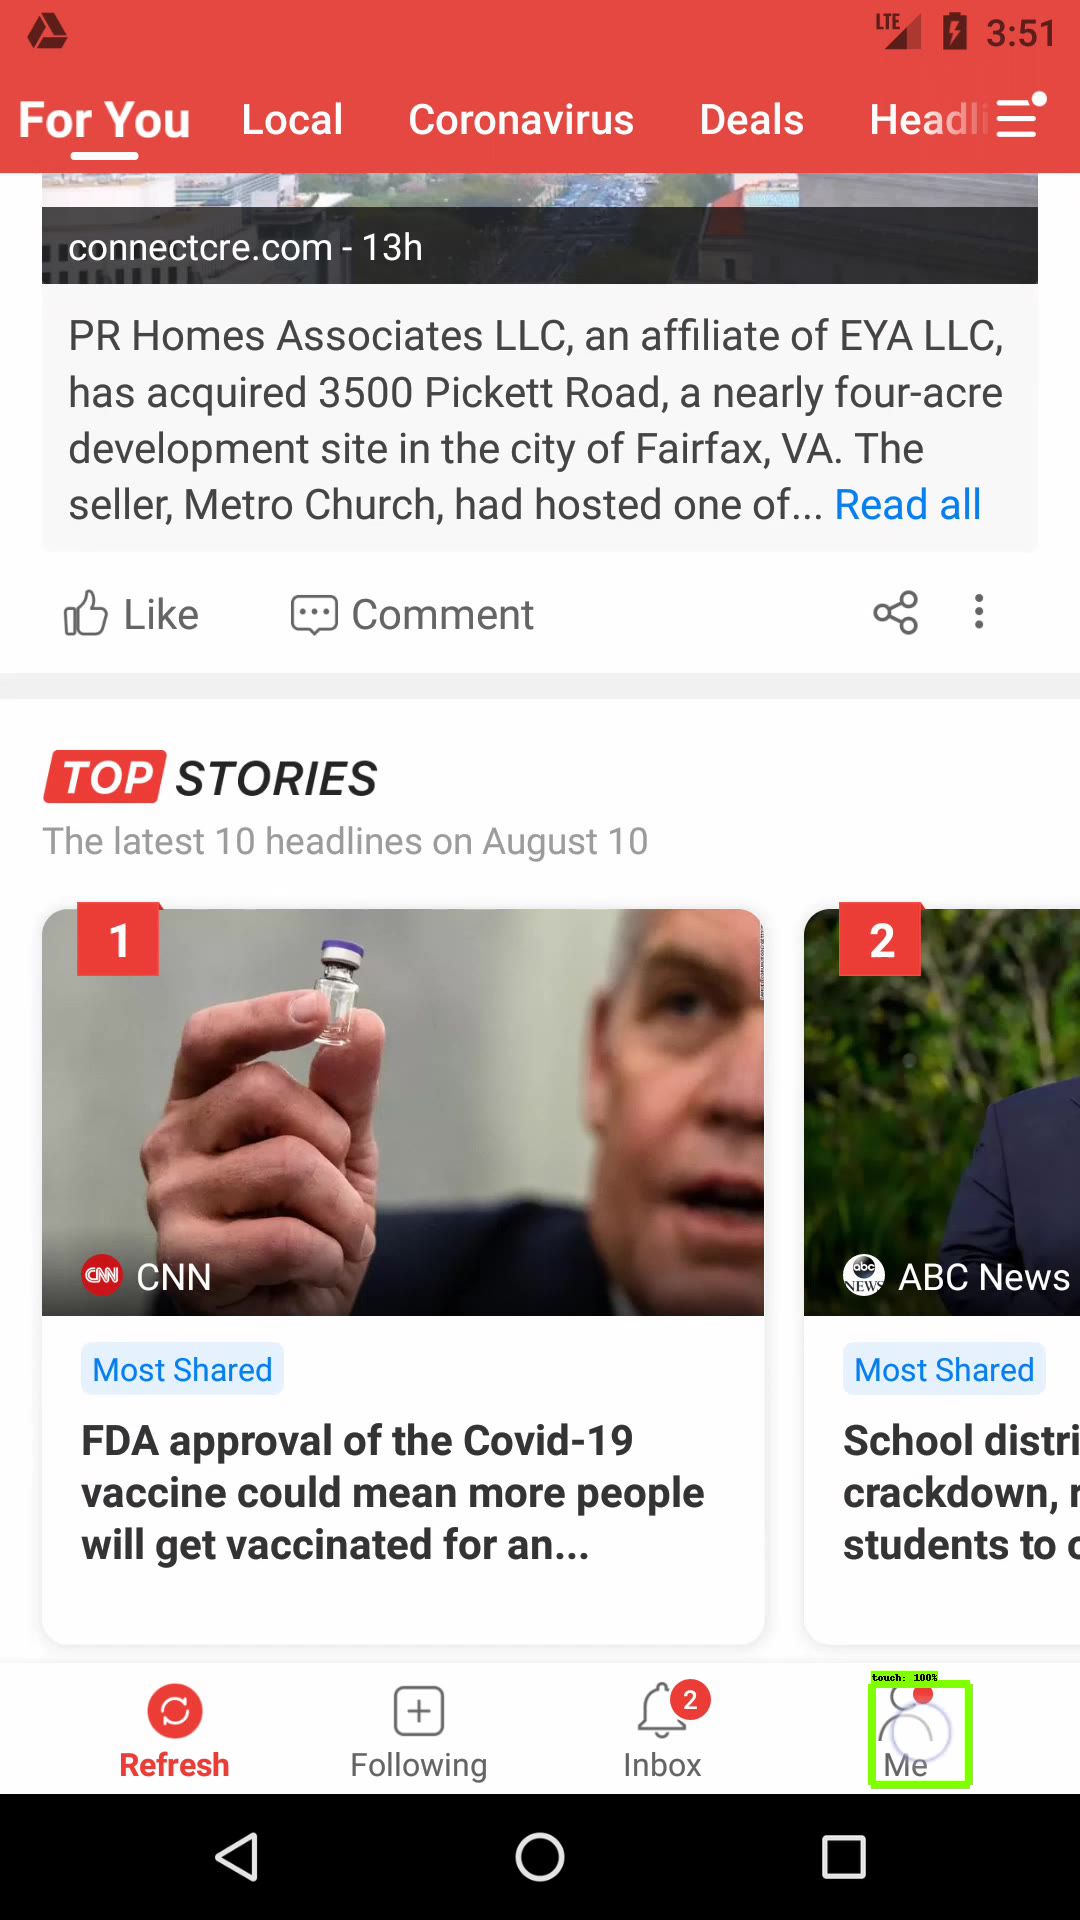 LTE 3:51
For You Local Coronavirus Deals Headli
connectcre.com - 13h
PR Homes Associates LLC, an affiliate of EYA LLC,
has acquired 3500 Pickett Road, a nearly four-acre
development site in the city of Fairfax, VA. The
seller, Metro Church, had hosted one of... Read all
Like Comment
TOP STORIES
The latest 10 headlines on August 10
1 2
CNN CNN abc NEWS ABC News
Most Shared Most Shared
FDA approval of the Covid-19
vaccine could mean more people
will get vaccinated for an...
School distri
crackdown, r
students to c
touch: 100%
2
Refresh Following Inbox Me